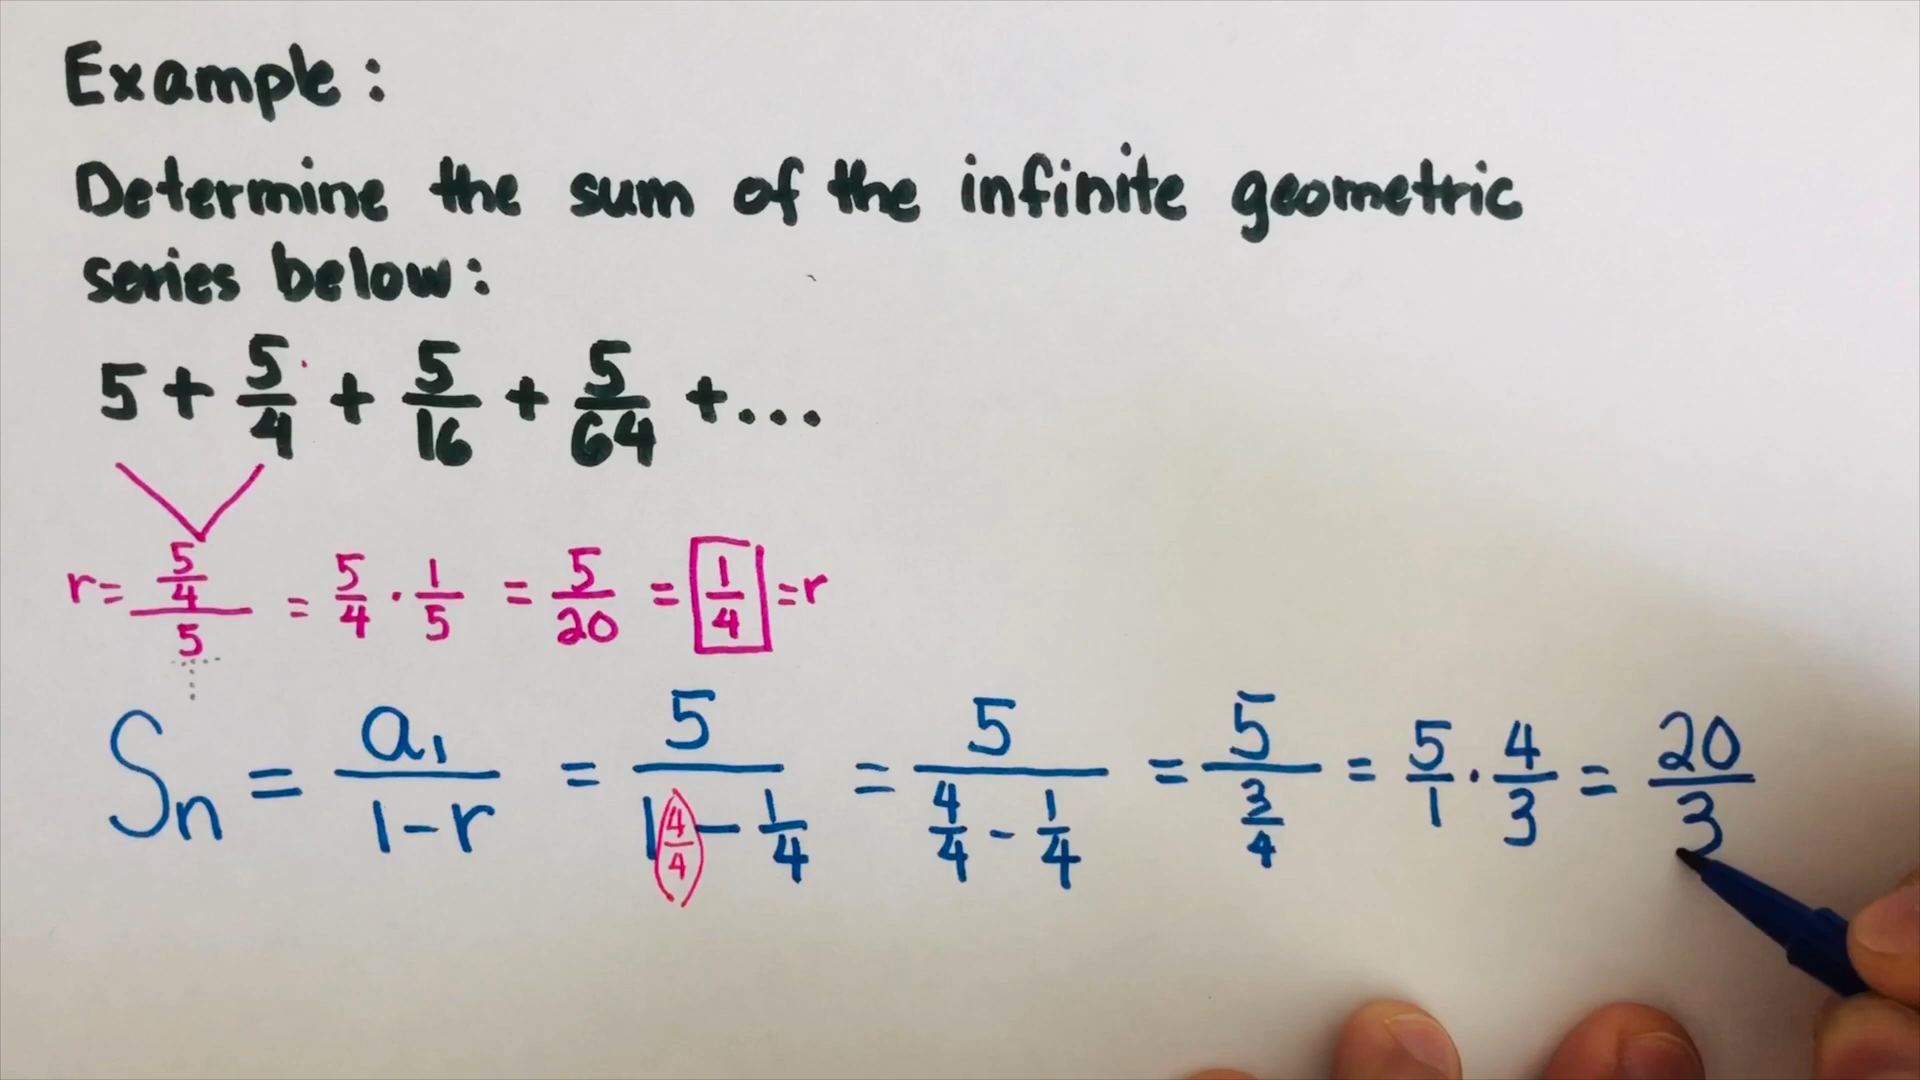 Example:
Determine the sum of the infinite geometric
series below:
5 + 5/4 + 5/16 + 5/64 + ...
r = (5/4)/5 = 5/4 · 1/5 = 5/20 = 1/4 = r
Sn = a₁/(1-r) = 5/(1 4/4 - 1/4) = 5/(4/4 - 1/4) = 5/(3/4) = 5/1 · 4/3 = 20/3